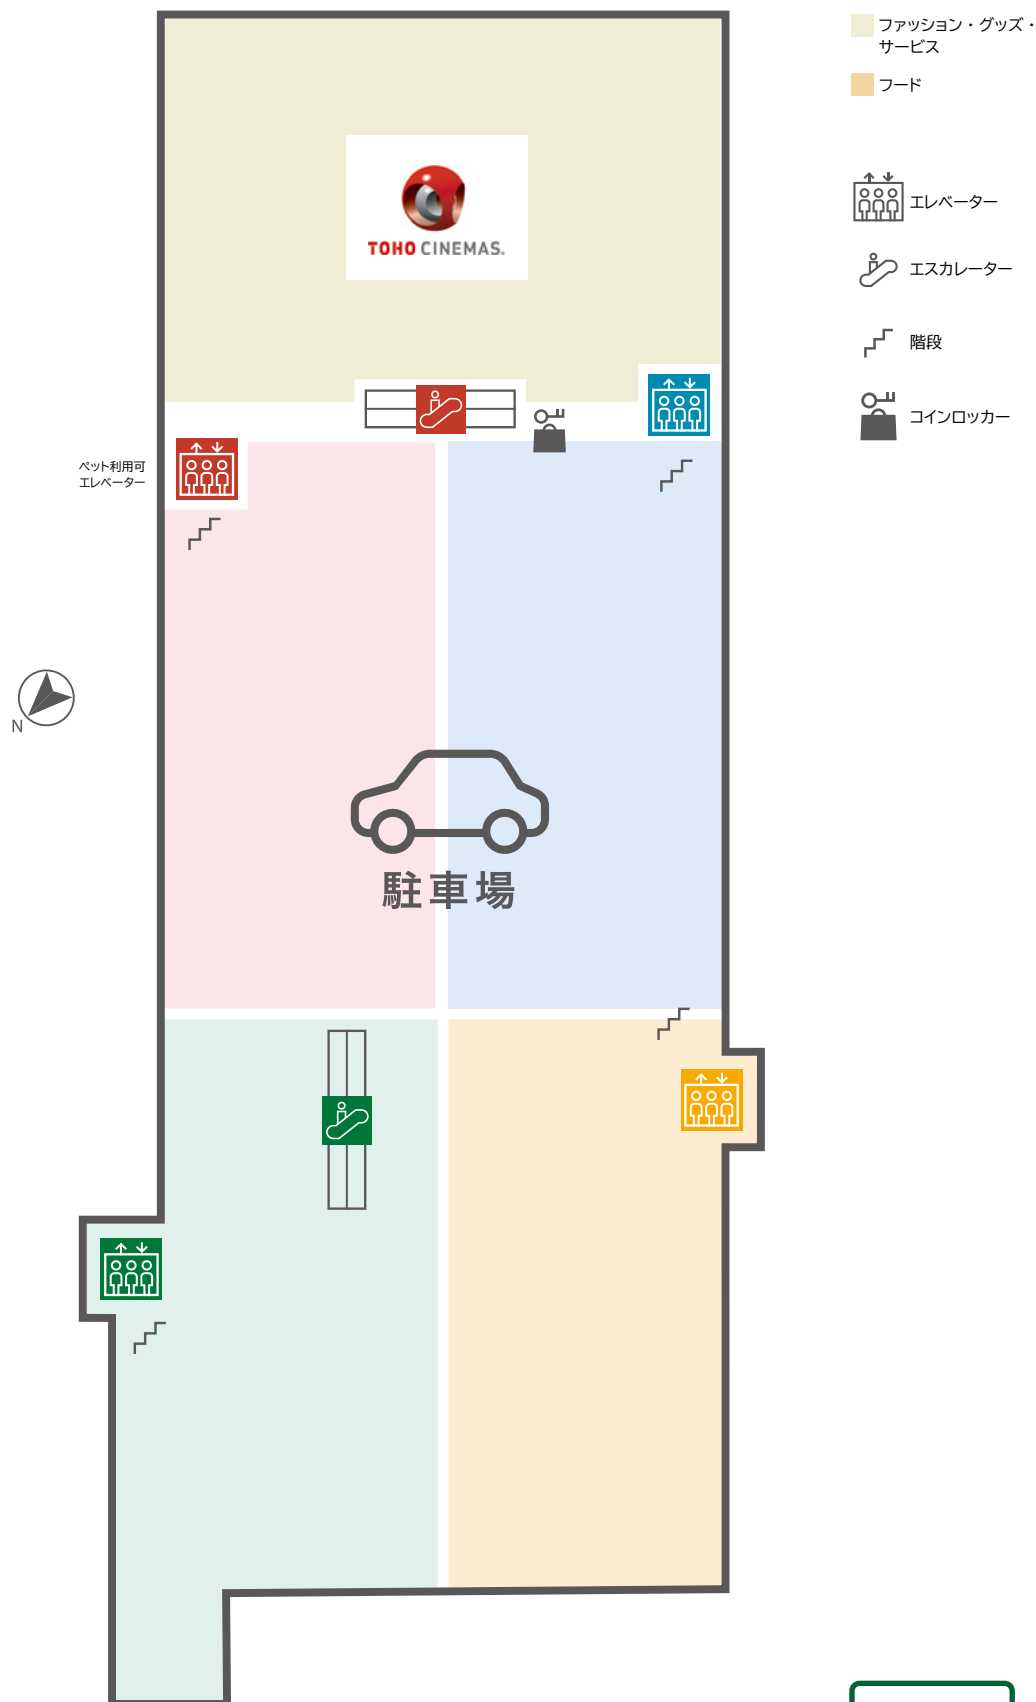 ファッション・グッズ・
サービス
フード
TOHO CINEMAS.
エレベーター
エスカレーター
階段
コインロッカー
ペット利用可
エレベーター
N
駐車場